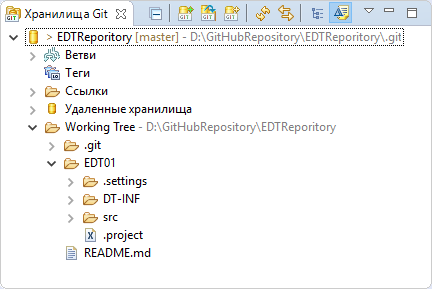 Хранилища Git
> EDTReporitory [master] - D:\GitHubRepository\EDTReporitory\.git
Ветви
Теги
Ссылки
Удаленные хранилища
Working Tree - D:\GitHubRepository\EDTReporitory
.git
EDT01
.settings
DT-INF
src
.project
README.md